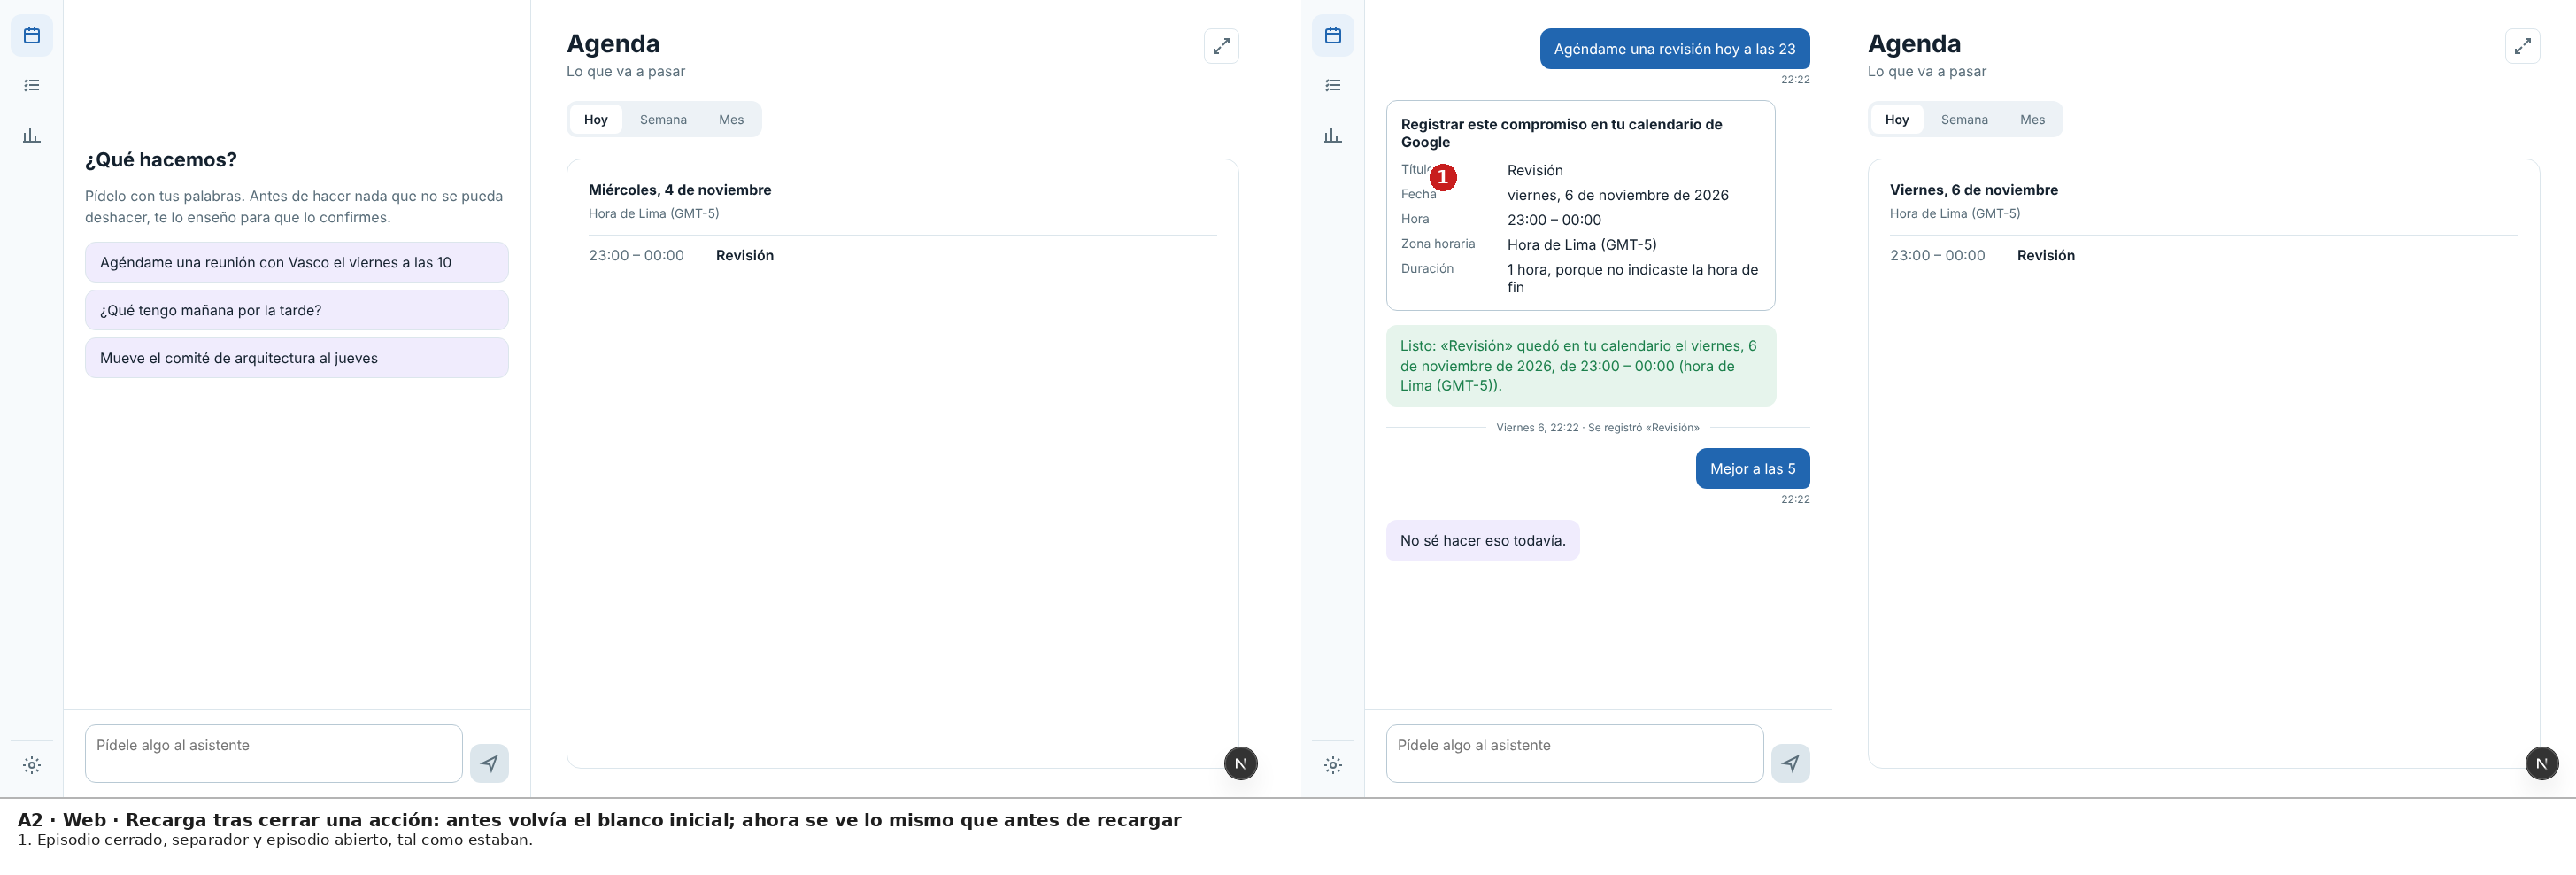 ¿Qué hacemos?
Pídelo con tus palabras. Antes de hacer nada que no se pueda
deshacer, te lo enseño para que lo confirmes.
Agéndame una reunión con Vasco el viernes a las 10
¿Qué tengo mañana por la tarde?
Mueve el comité de arquitectura al jueves
Pídele algo al asistente
Agenda
Lo que va a pasar
Hoy
Semana
Mes
Miércoles, 4 de noviembre
Hora de Lima (GMT-5)
23:00 – 00:00 Revisión
N
Agéndame una revisión hoy a las 23
22:22
Registrar este compromiso en tu calendario de
Google
1
Revisión
Fecha viernes, 6 de noviembre de 2026
Hora 23:00 – 00:00
Zona horaria Hora de Lima (GMT-5)
Duración 1 hora, porque no indicaste la hora de
fin
Listo: «Revisión» quedó en tu calendario el viernes, 6
de noviembre de 2026, de 23:00 – 00:00 (hora de
Lima (GMT-5)).
Viernes 6, 22:22 · Se registró «Revisión»
Mejor a las 5
22:22
No sé hacer eso todavía.
Pídele algo al asistente
Agenda
Lo que va a pasar
Hoy
Semana
Mes
Viernes, 6 de noviembre
Hora de Lima (GMT-5)
23:00 – 00:00 Revisión
N
A2 · Web · Recarga tras cerrar una acción: antes volvía el blanco inicial; ahora se ve lo mismo que antes de recargar
1. Episodio cerrado, separador y episodio abierto, tal como estaban.